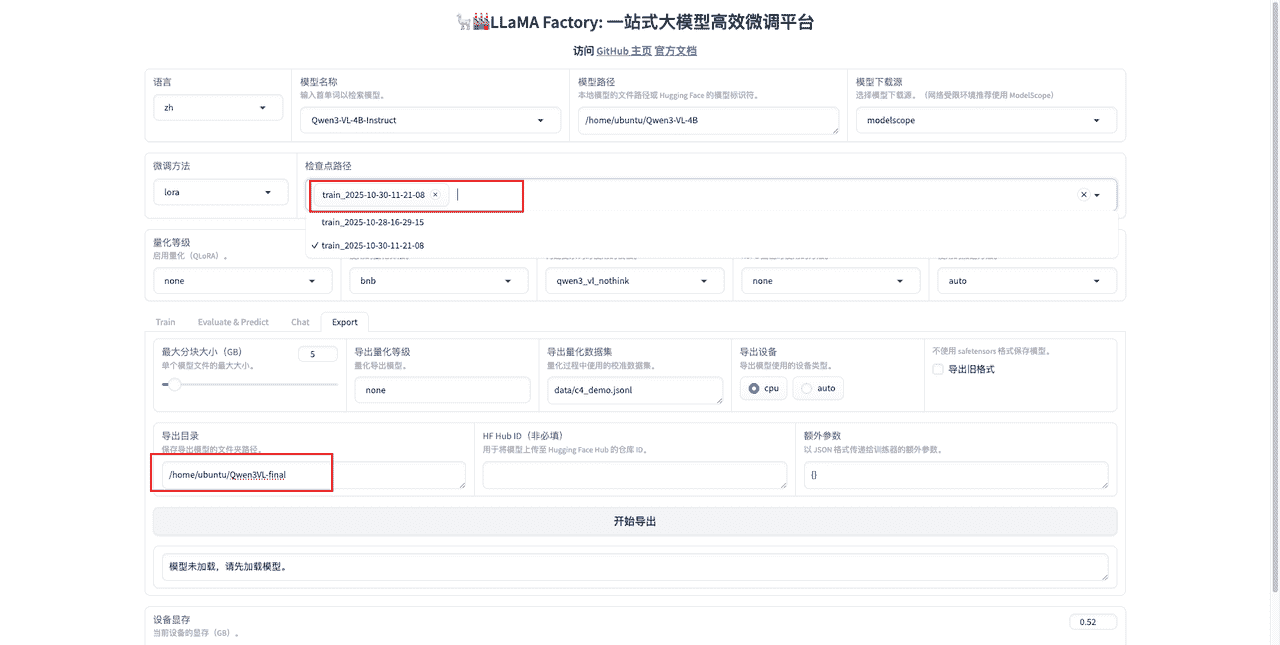 LLaMA Factory: 一站式大模型高效微调平台
访问 GitHub 主页 官方文档
语言
zh
模型名称
输入首单词以检索模型。
Qwen3-VL-4B-Instruct
模型路径
本地模型的文件路径或 Hugging Face 的模型标识符。
/home/ubuntu/Qwen3-VL-4B
模型下载源
选择模型下载源。（网络受限环境推荐使用 ModelScope）
modelscope
微调方法
lora
检查点路径
train_2025-10-30-11-21-08 ×
train_2025-10-28-16-29-15
✓ train_2025-10-30-11-21-08
量化等级
启用量化（QLoRA）。
none
bnb
qwen3_vl_nothink
none
auto
Train Evaluate & Predict Chat Export
最大分块大小（GB）
5
单个模型文件的最大大小。
导出量化等级
量化导出模型。
none
导出量化数据集
量化过程中使用的校准数据集。
data/c4_demo.jsonl
导出设备
导出模型使用的设备类型。
cpu auto
不使用 safetensors 格式保存模型。
导出旧格式
导出目录
保存导出模型的文件夹路径。
/home/ubuntu/Qwen3VL-final
HF Hub ID（非必填）
用于将模型上传至 Hugging Face Hub 的仓库 ID。
额外参数
以 JSON 格式传递给训练器的额外参数。
{}
开始导出
模型未加载，请先加载模型。
设备显存
当前设备的显存（GB）。
0.52